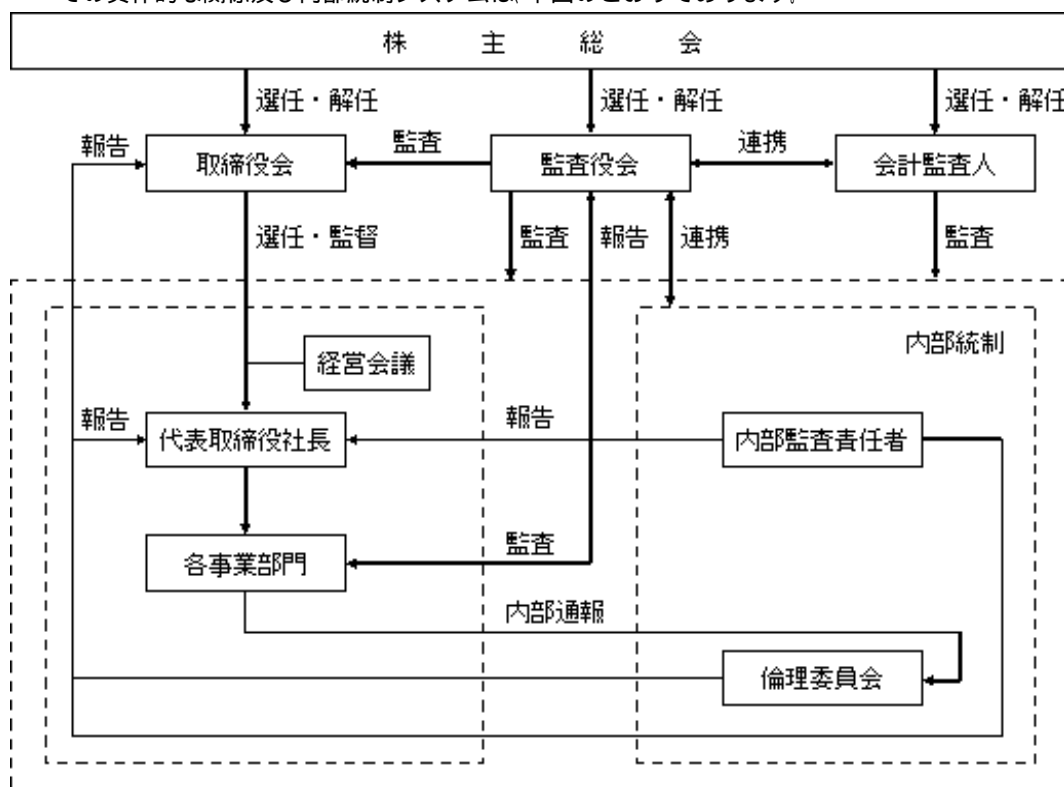 ての具体的な取締及び内部統制システムは、下図のとおりであります。
株主総会
選任・解任 選任・解任 選任・解任
報告 取締役会 監査 監査役会 連携 会計監査人
選任・監督 監査 報告 連携 監査
内部統制
経営会議
報告 代表取締役社長 報告 内部監査責任者
各事業部門 監査
内部通報
倫理委員会